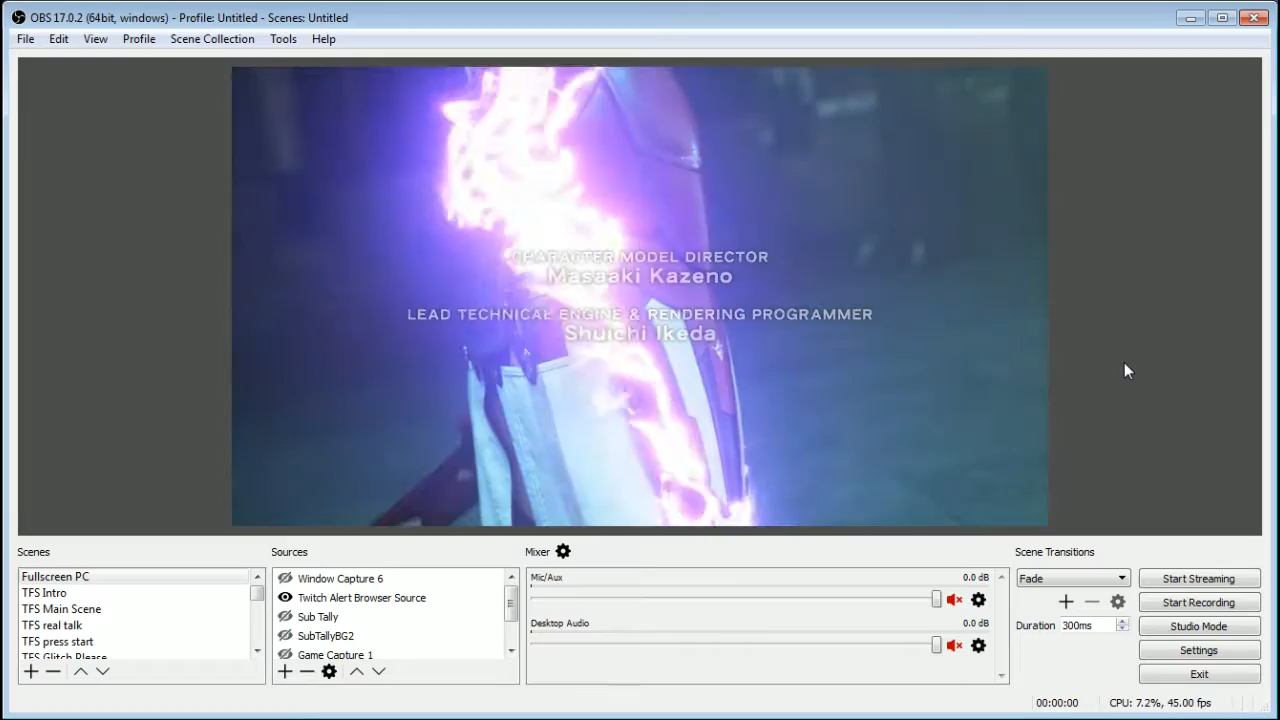 OBS 17.0.2 (64bit, windows) - Profile: Untitled - Scenes: Untitled
File Edit View Profile Scene Collection Tools Help
CHARACTER MODEL DIRECTOR
Masaaki Kazeno
LEAD TECHNICAL ENGINE & RENDERING PROGRAMMER
Shuichi Ikeda
Scenes
Fullscreen PC
TFS Intro
TFS Main Scene
TFS real talk
TFS press start
TFS Glitch Please
Sources
Window Capture 6
Twitch Alert Browser Source
Sub Tally
SubTallyBG2
Game Capture 1
Mixer
Mic/Aux 0.0 dB
Desktop Audio 0.0 dB
Scene Transitions
Fade
Duration 300ms
Start Streaming
Start Recording
Studio Mode
Settings
Exit
00:00:00 CPU: 7.2%, 45.00 fps